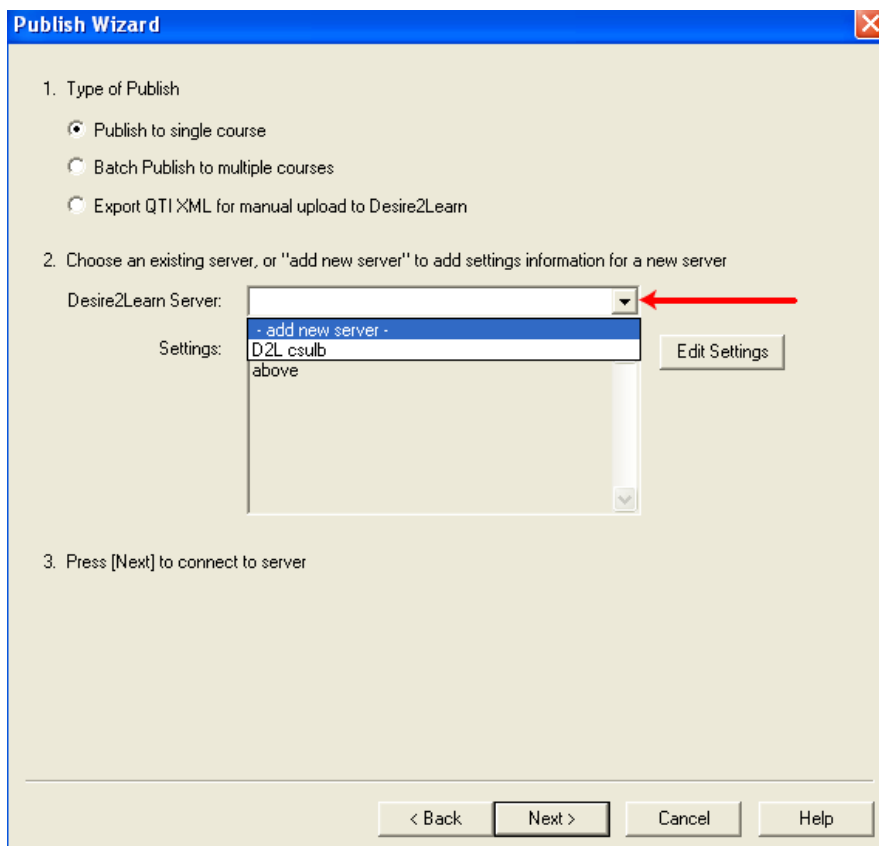 Publish Wizard
1. Type of Publish
Publish to single course
Batch Publish to multiple courses
Export QTI XML for manual upload to Desire2Learn
2. Choose an existing server, or "add new server" to add settings information for a new server
Desire2Learn Server:
- add new server -
Settings:
D2L csulb
Edit Settings
above
3. Press [Next] to connect to server
< Back
Next >
Cancel
Help